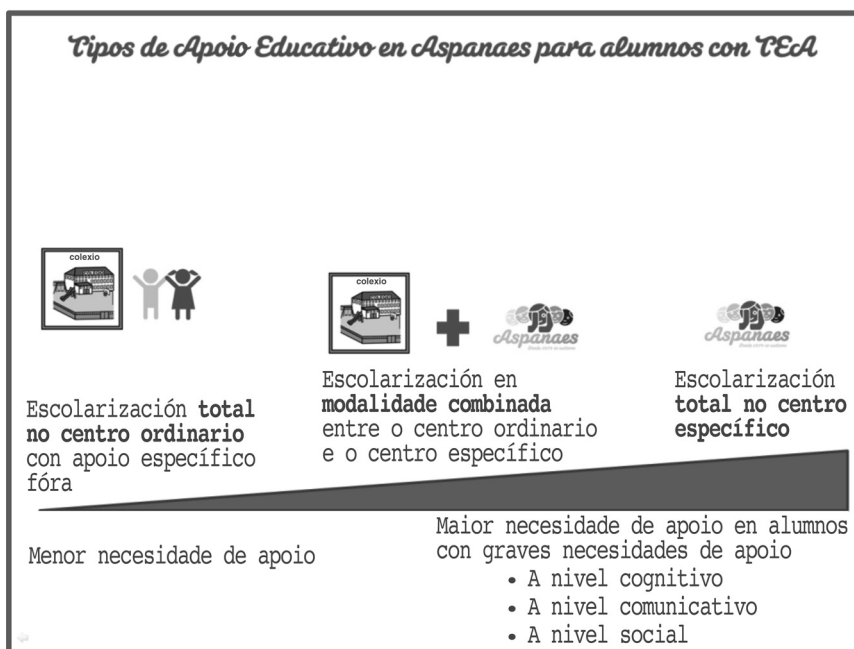 Tipos de Apoio Educativo en Aspanaes para alumnos con TEA
colexio
colexio
Aspanaes
Aspanaes
Escolarización total
no centro ordinario
con apoio específico
fóra
Escolarización en
modalidade combinada
entre o centro ordinario
e o centro específico
Escolarización
total no centro
específico
Menor necesidade de apoio
Maior necesidade de apoio en alumnos
con graves necesidades de apoio
• A nivel cognitivo
• A nivel comunicativo
• A nivel social